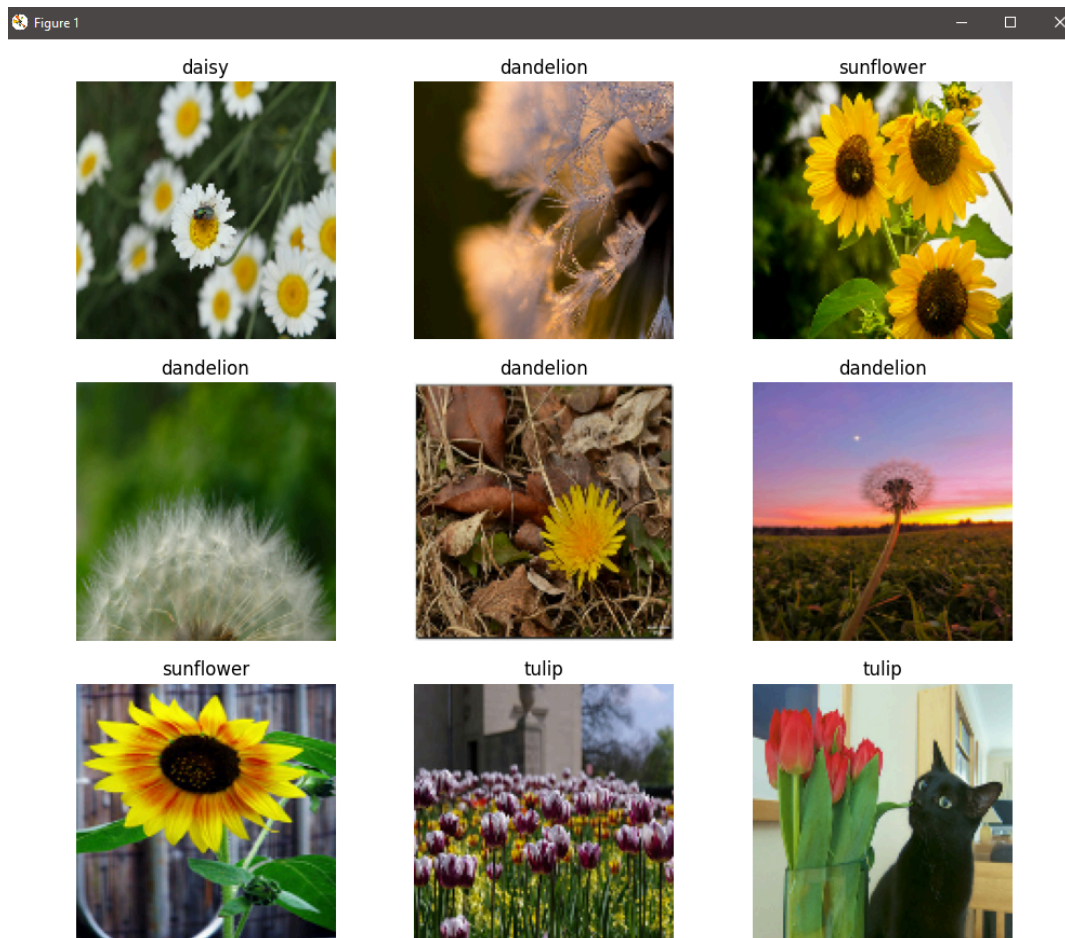 Figure 1
daisy
dandelion
sunflower
dandelion
dandelion
dandelion
sunflower
tulip
tulip